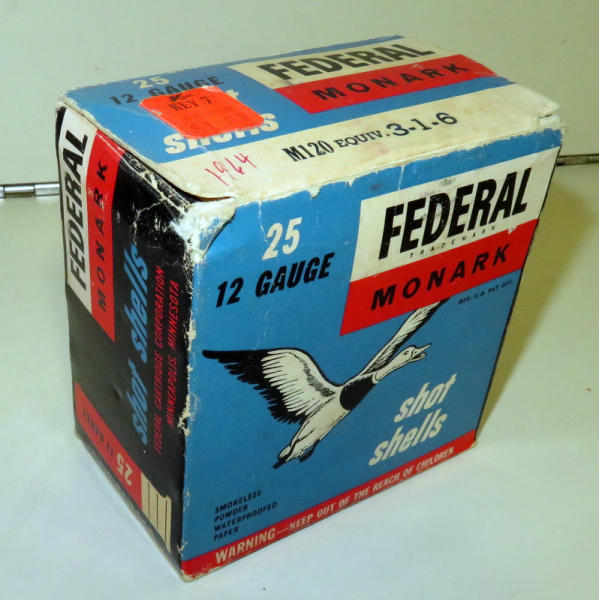 25
12 GAUGE
shot
shells
FEDERAL
MONARK
KEY 7
1964
M120 EQUIV. 3-1-6
FEDERAL
MONARK
shot shells
FEDERAL CARTRIDGE CORPORATION
MINNEAPOLIS, MINNESOTA
25 12 GAUGE
25
12 GAUGE
FEDERAL
TRADEMARK
MONARK
REG. U.S. PAT. OFF.
shot
shells
SMOKELESS
POWDER
WATERPROOFED
PAPER
WARNING—KEEP OUT OF THE REACH OF CHILDREN